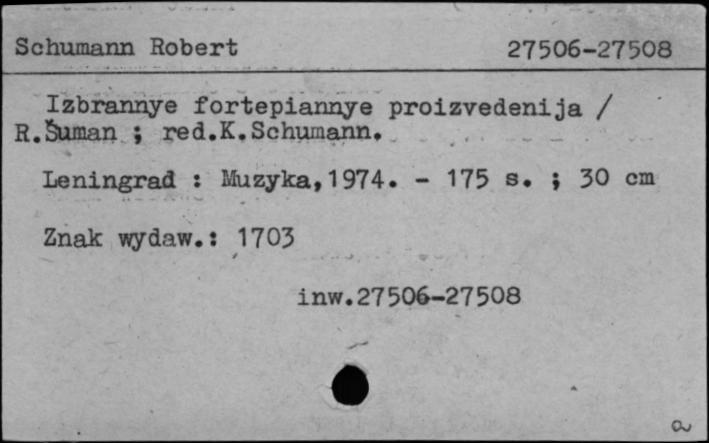 Schumann Robert 27506-27508
Izbrannye fortepiannye proizvedenija /
R.Šuman ; red.K.Schumann.
Leningrad : Muzyka,1974. - 175 s. ; 30 cm
Znak wydaw.: 1703
inw.27506-27508
a